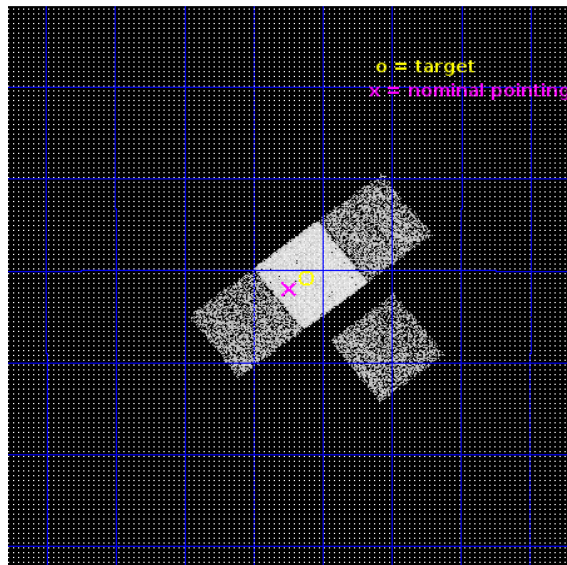 o = target
x = nominal pointing